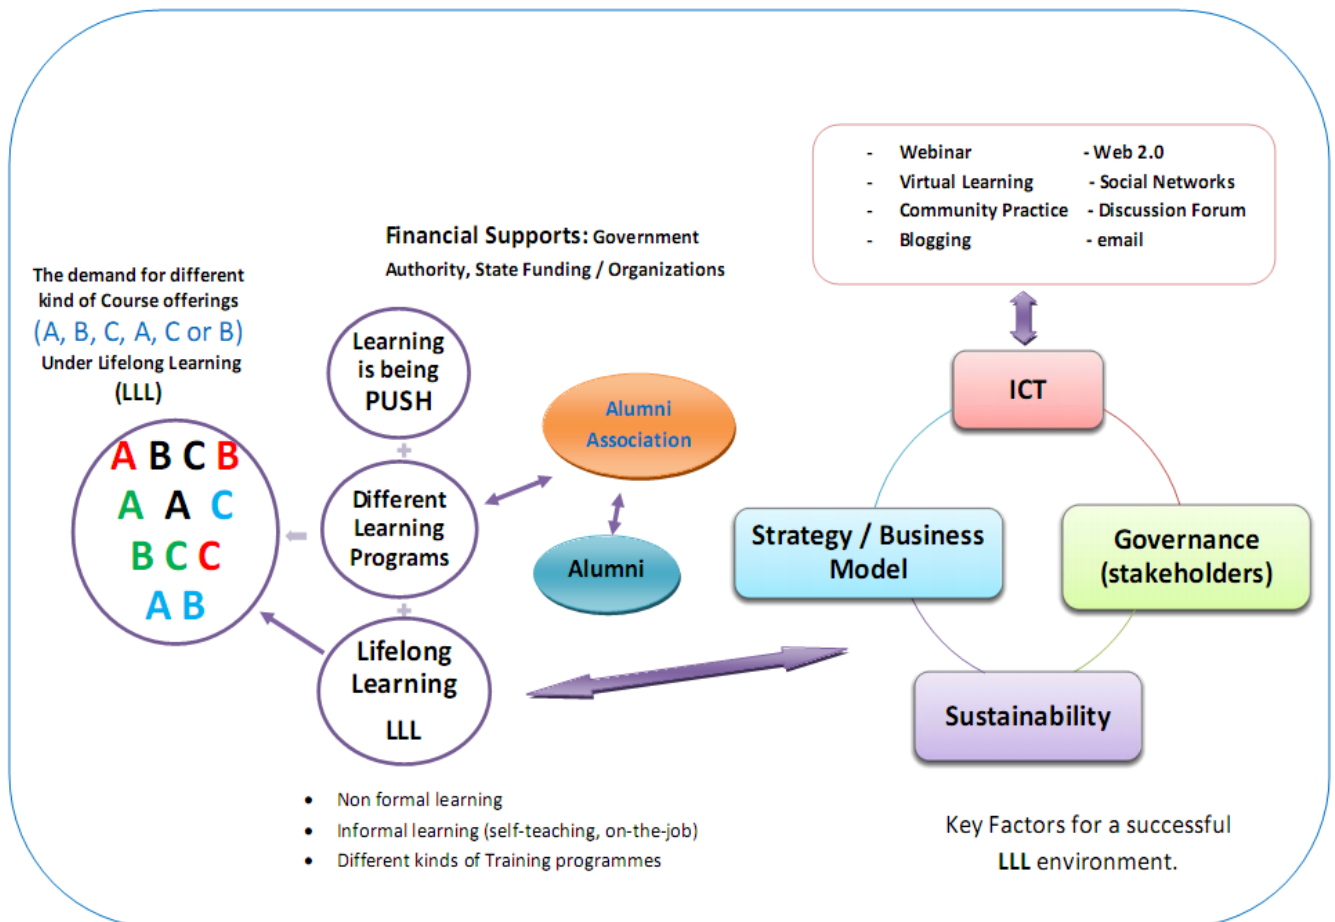 - Webinar - Web 2.0
- Virtual Learning - Social Networks
- Community Practice - Discussion Forum
- Blogging - email
Financial Supports: Government
Authority, State Funding / Organizations
The demand for different
kind of Course offerings
(A, B, C, A, C or B)
Under Lifelong Learning
(LLL)
A B C B
A A C
B C C
A B
Learning
is being
PUSH
+
Different
Learning
Programs
+
Lifelong
Learning
LLL
Alumni
Association
Alumni
ICT
Strategy / Business
Model
Governance
(stakeholders)
Sustainability
• Non formal learning
• Informal learning (self-teaching, on-the-job)
• Different kinds of Training programmes
Key Factors for a successful
LLL environment.